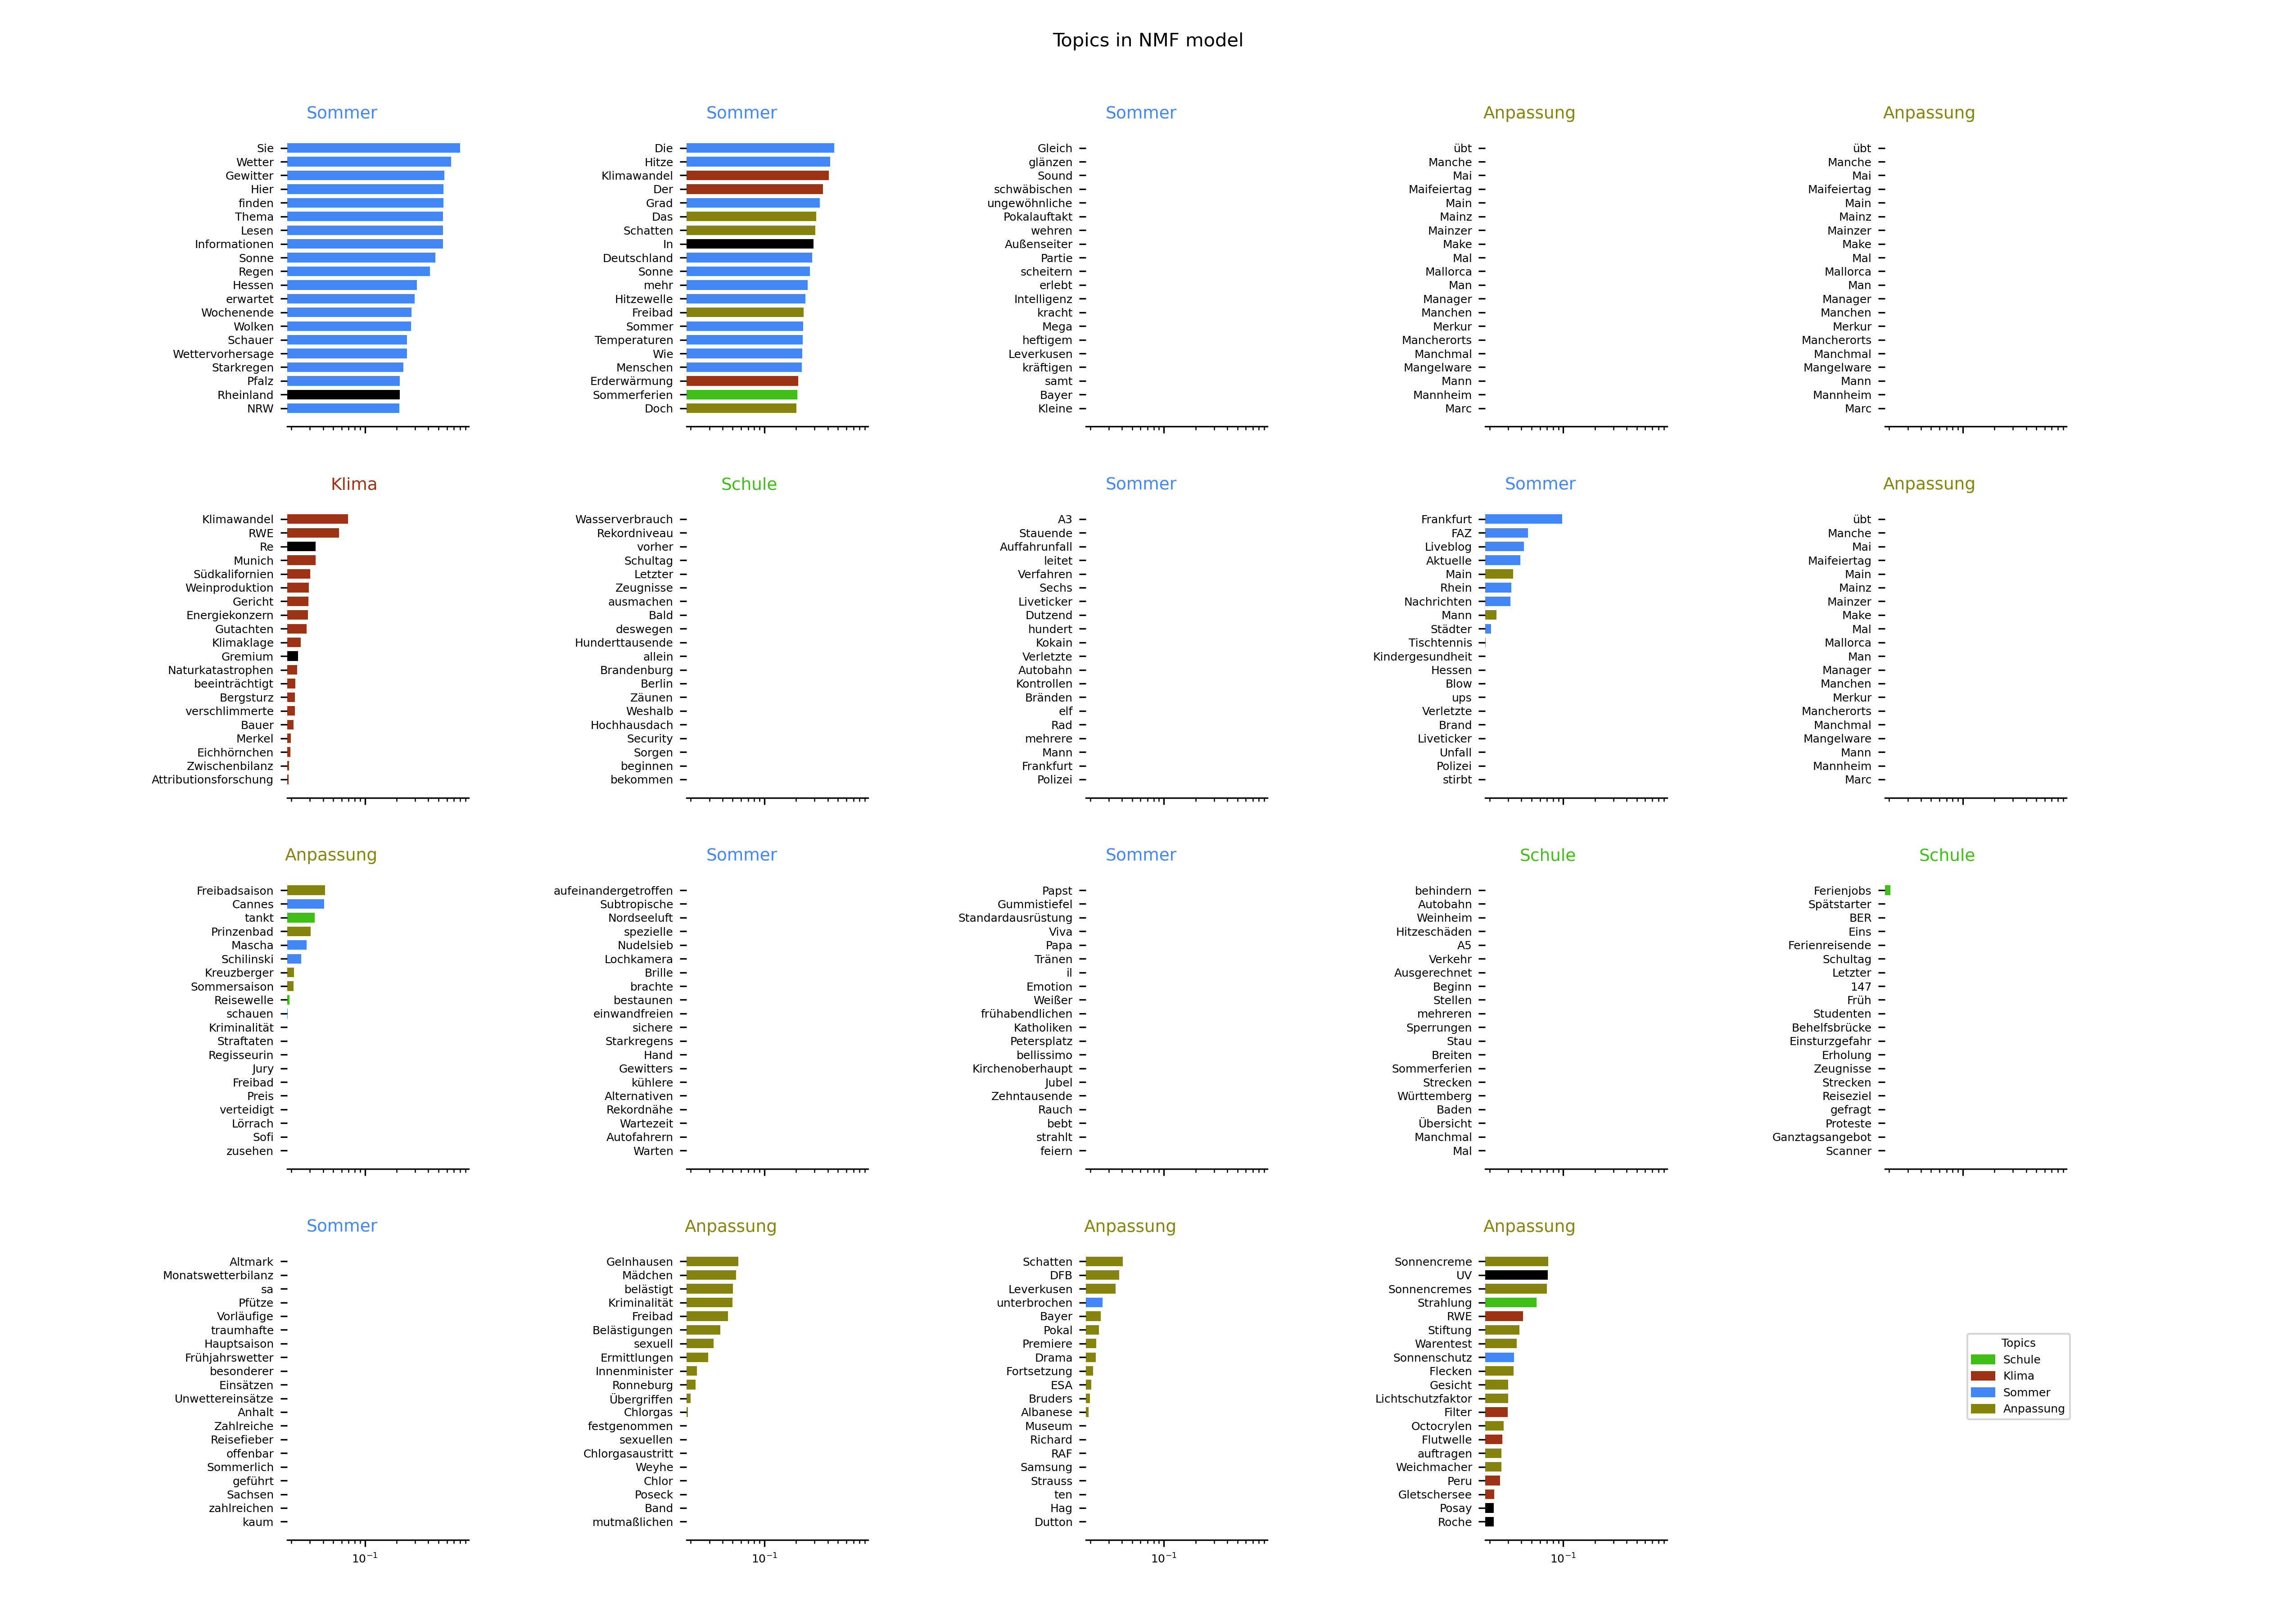 Topics in NMF model
Sommer
Sie
Wetter
Gewitter
Hier
finden
Thema
Lesen
Informationen
Sonne
Regen
Hessen
erwartet
Wochenende
Wolken
Schauer
Wettervorhersage
Starkregen
Pfalz
Rheinland
NRW
Sommer
Die
Hitze
Klimawandel
Der
Grad
Das
Schatten
In
Deutschland
Sonne
mehr
Hitzewelle
Freibad
Sommer
Temperaturen
Wie
Menschen
Erderwärmung
Sommerferien
Doch
Sommer
Gleich
glänzen
Sound
schwäbischen
ungewöhnliche
Pokalauftakt
wehren
Außenseiter
Partie
scheitern
erlebt
Intelligenz
kracht
Mega
heftigem
Leverkusen
kräftigen
samt
Bayer
Kleine
Anpassung
übt
Manche
Mai
Maifeiertag
Main
Mainz
Mainzer
Make
Mal
Mallorca
Man
Manager
Manchen
Merkur
Mancherorts
Manchmal
Mangelware
Mann
Mannheim
Marc
Anpassung
übt
Manche
Mai
Maifeiertag
Main
Mainz
Mainzer
Make
Mal
Mallorca
Man
Manager
Manchen
Merkur
Mancherorts
Manchmal
Mangelware
Mann
Mannheim
Marc
Klima
Klimawandel
RWE
Re
Munich
Südkalifornien
Weinproduktion
Gericht
Energiekonzern
Gutachten
Klimaklage
Gremium
Naturkatastrophen
beeinträchtigt
Bergsturz
verschlimmerte
Bauer
Merkel
Eichhörnchen
Zwischenbilanz
Attributionsforschung
Schule
Wasserverbrauch
Rekordniveau
vorher
Schultag
Letzter
Zeugnisse
ausmachen
Bald
deswegen
Hunderttausende
allein
Brandenburg
Berlin
Zäunen
Weshalb
Hochhausdach
Security
Sorgen
beginnen
bekommen
Sommer
A3
Stauende
Auffahrunfall
leitet
Verfahren
Sechs
Liveticker
Dutzend
hundert
Kokain
Verletzte
Autobahn
Kontrollen
Bränden
elf
Rad
mehrere
Mann
Frankfurt
Polizei
Sommer
Frankfurt
FAZ
Liveblog
Aktuelle
Main
Rhein
Nachrichten
Mann
Städter
Tischtennis
Kindergesundheit
Hessen
Blow
ups
Verletzte
Brand
Liveticker
Unfall
Polizei
stirbt
Anpassung
übt
Manche
Mai
Maifeiertag
Main
Mainz
Mainzer
Make
Mal
Mallorca
Man
Manager
Manchen
Merkur
Mancherorts
Manchmal
Mangelware
Mann
Mannheim
Marc
Anpassung
Freibadsaison
Cannes
tankt
Prinzenbad
Mascha
Schilinski
Kreuzberger
Sommersaison
Reisewelle
schauen
Kriminalität
Straftaten
Regisseurin
Jury
Freibad
Preis
verteidigt
Lörrach
Sofi
zusehen
Sommer
aufeinandergetroffen
Subtropische
Nordseeluft
spezielle
Nudelsieb
Lochkamera
Brille
brachte
bestaunen
einwandfreien
sichere
Starkregens
Hand
Gewitters
kühlere
Alternativen
Rekordnähe
Wartezeit
Autofahrern
Warten
Sommer
Papst
Gummistiefel
Standardausrüstung
Viva
Papa
Tränen
il
Emotion
Weißer
frühabendlichen
Katholiken
Petersplatz
bellissimo
Kirchenoberhaupt
Jubel
Zehntausende
Rauch
bebt
strahlt
feiern
Schule
behindern
Autobahn
Weinheim
Hitzeschäden
A5
Verkehr
Ausgerechnet
Beginn
Stellen
mehreren
Sperrungen
Stau
Breiten
Sommerferien
Strecken
Württemberg
Baden
Übersicht
Manchmal
Mal
Schule
Ferienjobs
Spätstarter
BER
Eins
Ferienreisende
Schultag
Letzter
147
Früh
Studenten
Behelfsbrücke
Einsturzgefahr
Erholung
Zeugnisse
Strecken
Reiseziel
gefragt
Proteste
Ganztagsangebot
Scanner
Sommer
Altmark
Monatswetterbilanz
sa
Pfütze
Vorläufige
traumhafte
Hauptsaison
Frühjahrswetter
besonderer
Einsätzen
Unwettereinsätze
Anhalt
Zahlreiche
Reisefieber
offenbar
Sommerlich
geführt
Sachsen
zahlreichen
kaum
10⁻¹
Anpassung
Gelnhausen
Mädchen
belästigt
Kriminalität
Freibad
Belästigungen
sexuell
Ermittlungen
Innenminister
Ronneburg
Übergriffen
Chlorgas
festgenommen
sexuellen
Chlorgasaustritt
Weyhe
Chlor
Poseck
Band
mutmaßlichen
10⁻¹
Anpassung
Schatten
DFB
Leverkusen
unterbrochen
Bayer
Pokal
Premiere
Drama
Fortsetzung
ESA
Bruders
Albanese
Museum
Richard
RAF
Samsung
Strauss
ten
Hag
Dutton
10⁻¹
Anpassung
Sonnencreme
UV
Sonnencremes
Strahlung
RWE
Stiftung
Warentest
Sonnenschutz
Flecken
Gesicht
Lichtschutzfaktor
Filter
Octocrylen
Flutwelle
auftragen
Weichmacher
Peru
Gletschersee
Posay
Roche
10⁻¹
Topics
Schule
Klima
Sommer
Anpassung